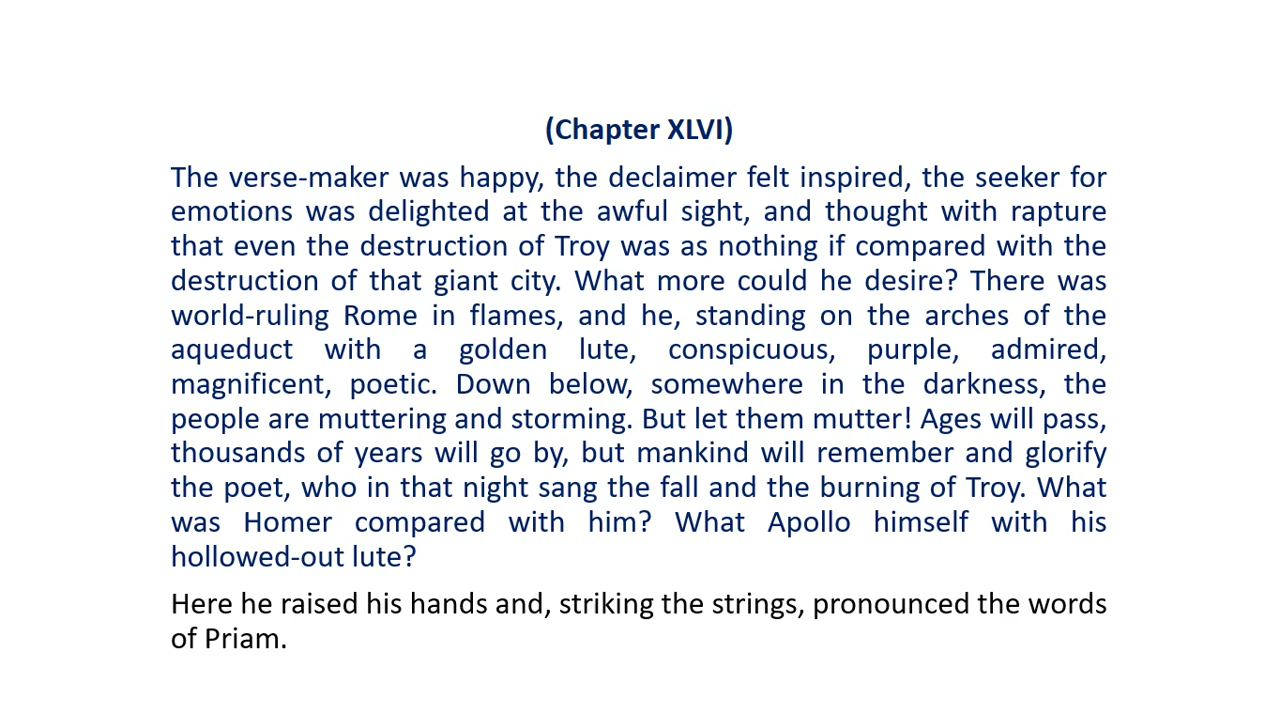 (Chapter XLVI)
The verse-maker was happy, the declaimer felt inspired, the seeker for
emotions was delighted at the awful sight, and thought with rapture
that even the destruction of Troy was as nothing if compared with the
destruction of that giant city. What more could he desire? There was
world-ruling Rome in flames, and he, standing on the arches of the
aqueduct with a golden lute, conspicuous, purple, admired,
magnificent, poetic. Down below, somewhere in the darkness, the
people are muttering and storming. But let them mutter! Ages will pass,
thousands of years will go by, but mankind will remember and glorify
the poet, who in that night sang the fall and the burning of Troy. What
was Homer compared with him? What Apollo himself with his
hollowed-out lute?
Here he raised his hands and, striking the strings, pronounced the words
of Priam.